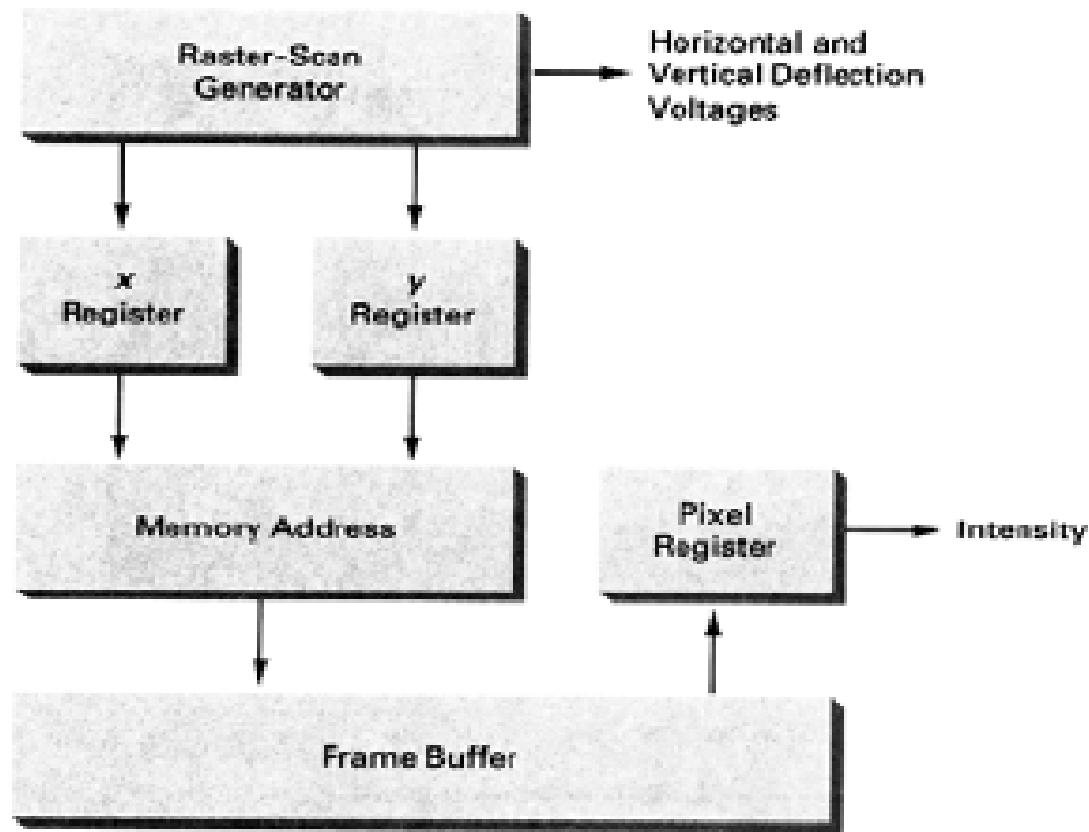 Raster-Scan
Generator
Horizontal and
Vertical Deflection
Voltages
x
Register
y
Register
Memory Address
Pixel
Register
Intensity
Frame Buffer